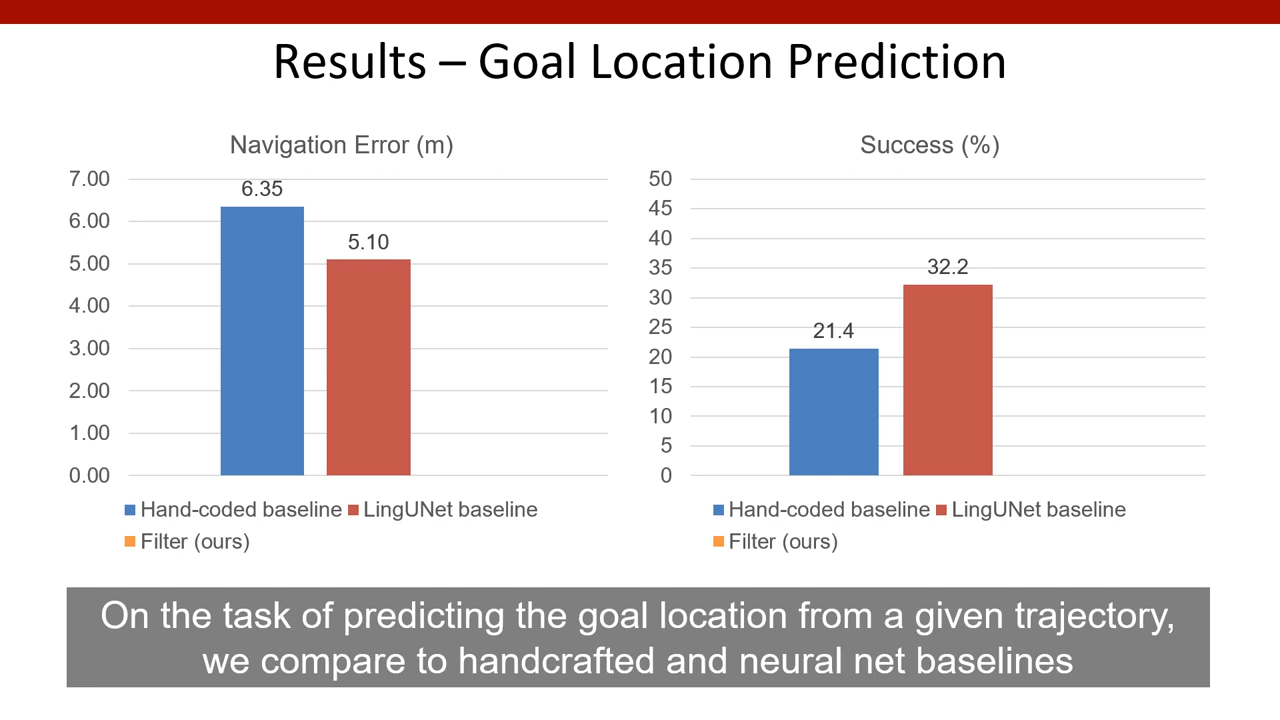 Results – Goal Location Prediction
Navigation Error (m)
7.00
6.00
5.00
4.00
3.00
2.00
1.00
0.00
6.35
5.10
Hand-coded baseline LingUNet baseline
Filter (ours)
Success (%)
50
45
40
35
30
25
20
15
10
5
0
21.4
32.2
Hand-coded baseline LingUNet baseline
Filter (ours)
On the task of predicting the goal location from a given trajectory,
we compare to handcrafted and neural net baselines